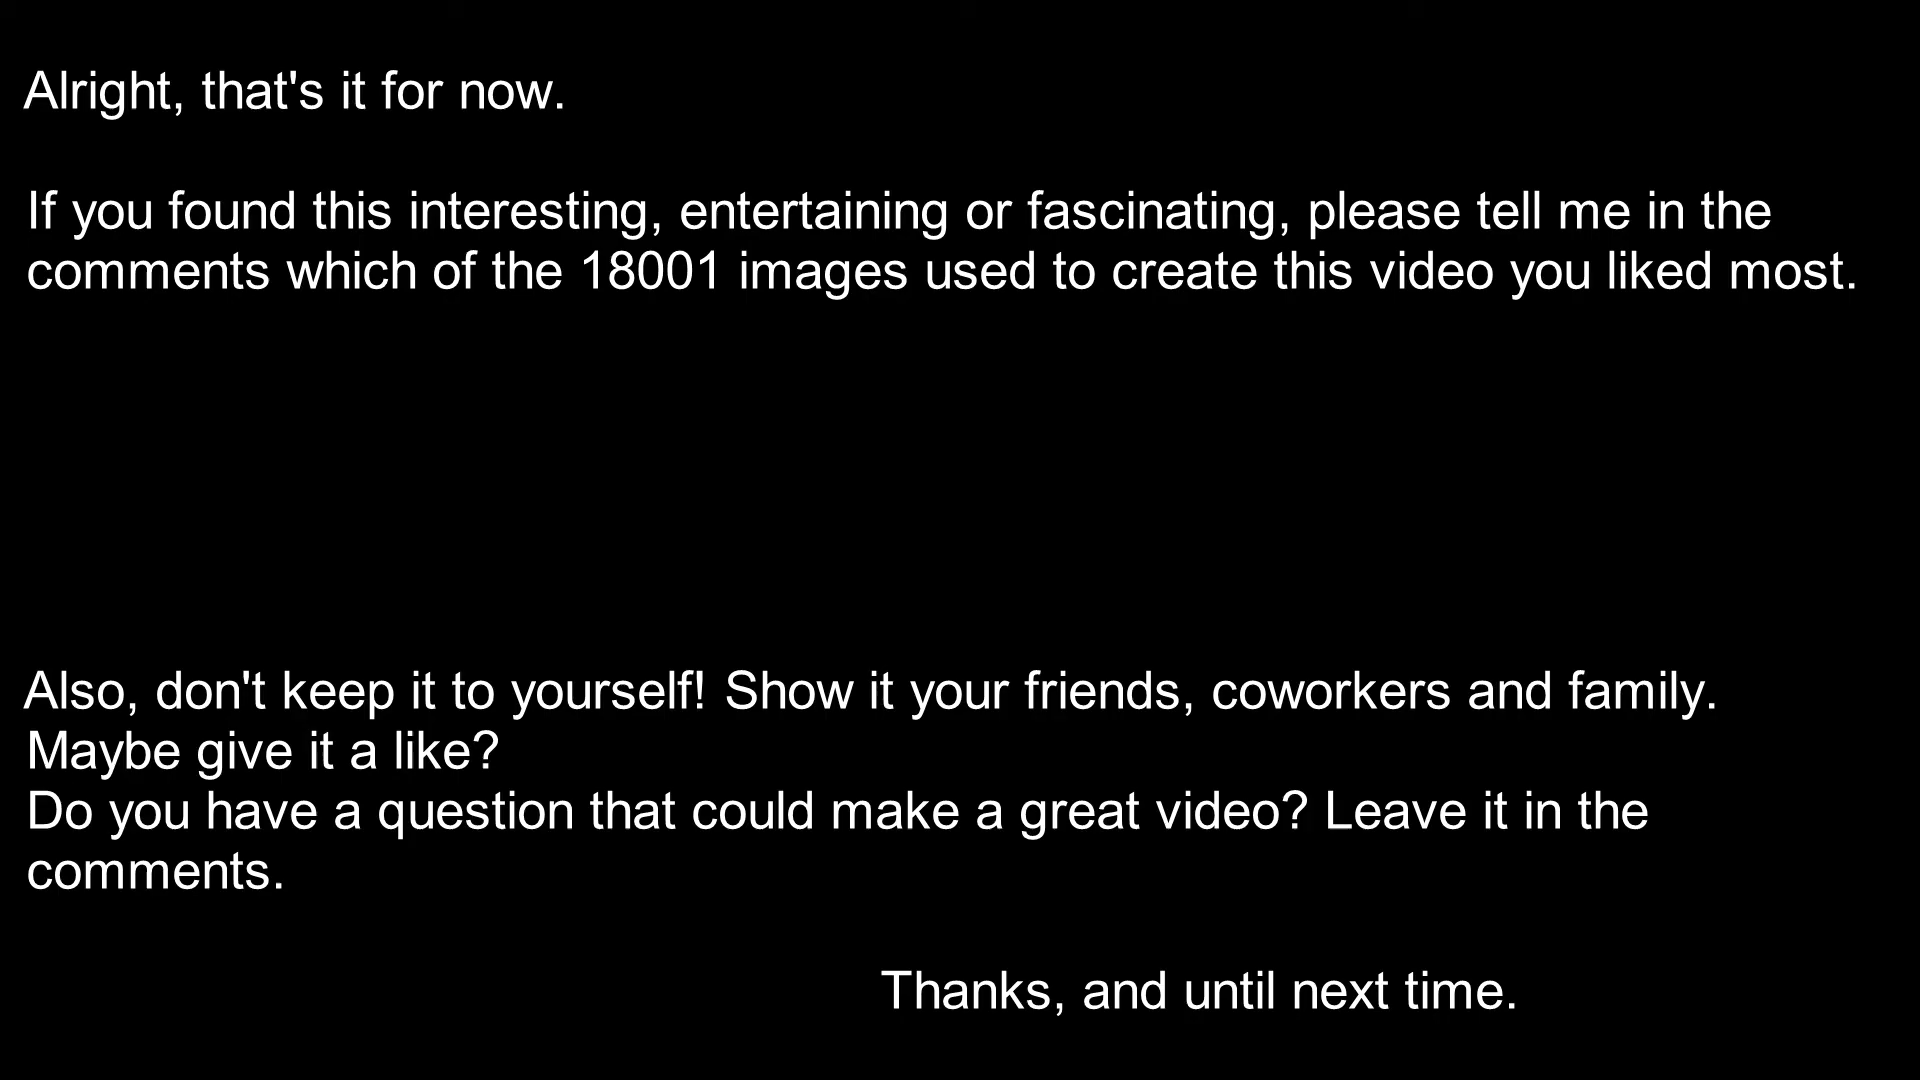 Alright, that's it for now.
If you found this interesting, entertaining or fascinating, please tell me in the
comments which of the 18001 images used to create this video you liked most.
Also, don't keep it to yourself! Show it your friends, coworkers and family.
Maybe give it a like?
Do you have a question that could make a great video? Leave it in the
comments.
Thanks, and until next time.